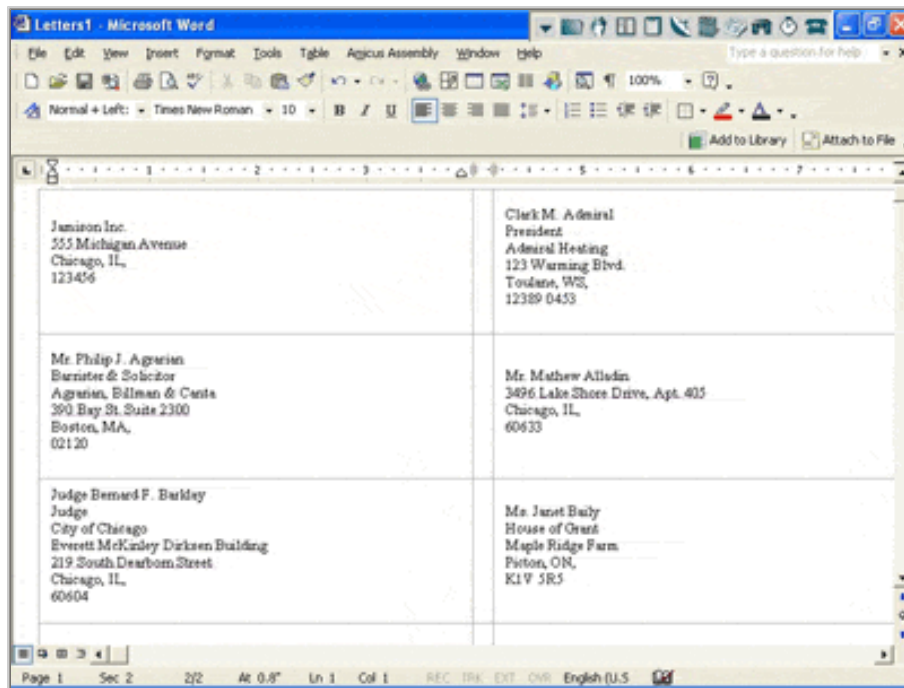 Letters1 - Microsoft Word
File Edit View Insert Format Tools Table Amicus Assembly Window Help
Type a question for help
100%
Normal + Left: Times New Roman 10 B I U
Add to Library Attach to File
1 2 3 5 6 7
Jamison Inc.
555 Michigan Avenue
Chicago, IL,
123456
Clark M. Admiral
President
Admiral Heating
123 Warming Blvd.
Toulane, WS,
12389 0453
Mr. Philip J. Agrarian
Barrister & Solicitor
Agrarian, Billman & Canta
390 Bay St. Suite 2300
Boston, MA,
02120
Mr. Mathew Alladin
3496 Lake Shore Drive, Apt. 405
Chicago, IL,
60633
Judge Bernard F. Barkley
Judge
City of Chicago
Everett McKinley Dirksen Building
219 South Dearborn Street
Chicago, IL,
60604
Ms. Janet Baily
House of Grant
Maple Ridge Farm
Picton, ON,
K1V 5R5
Page 1 Sec 2 2/2 At 0.8" Ln 1 Col 1 REC TRK EXT OVR English (U.S